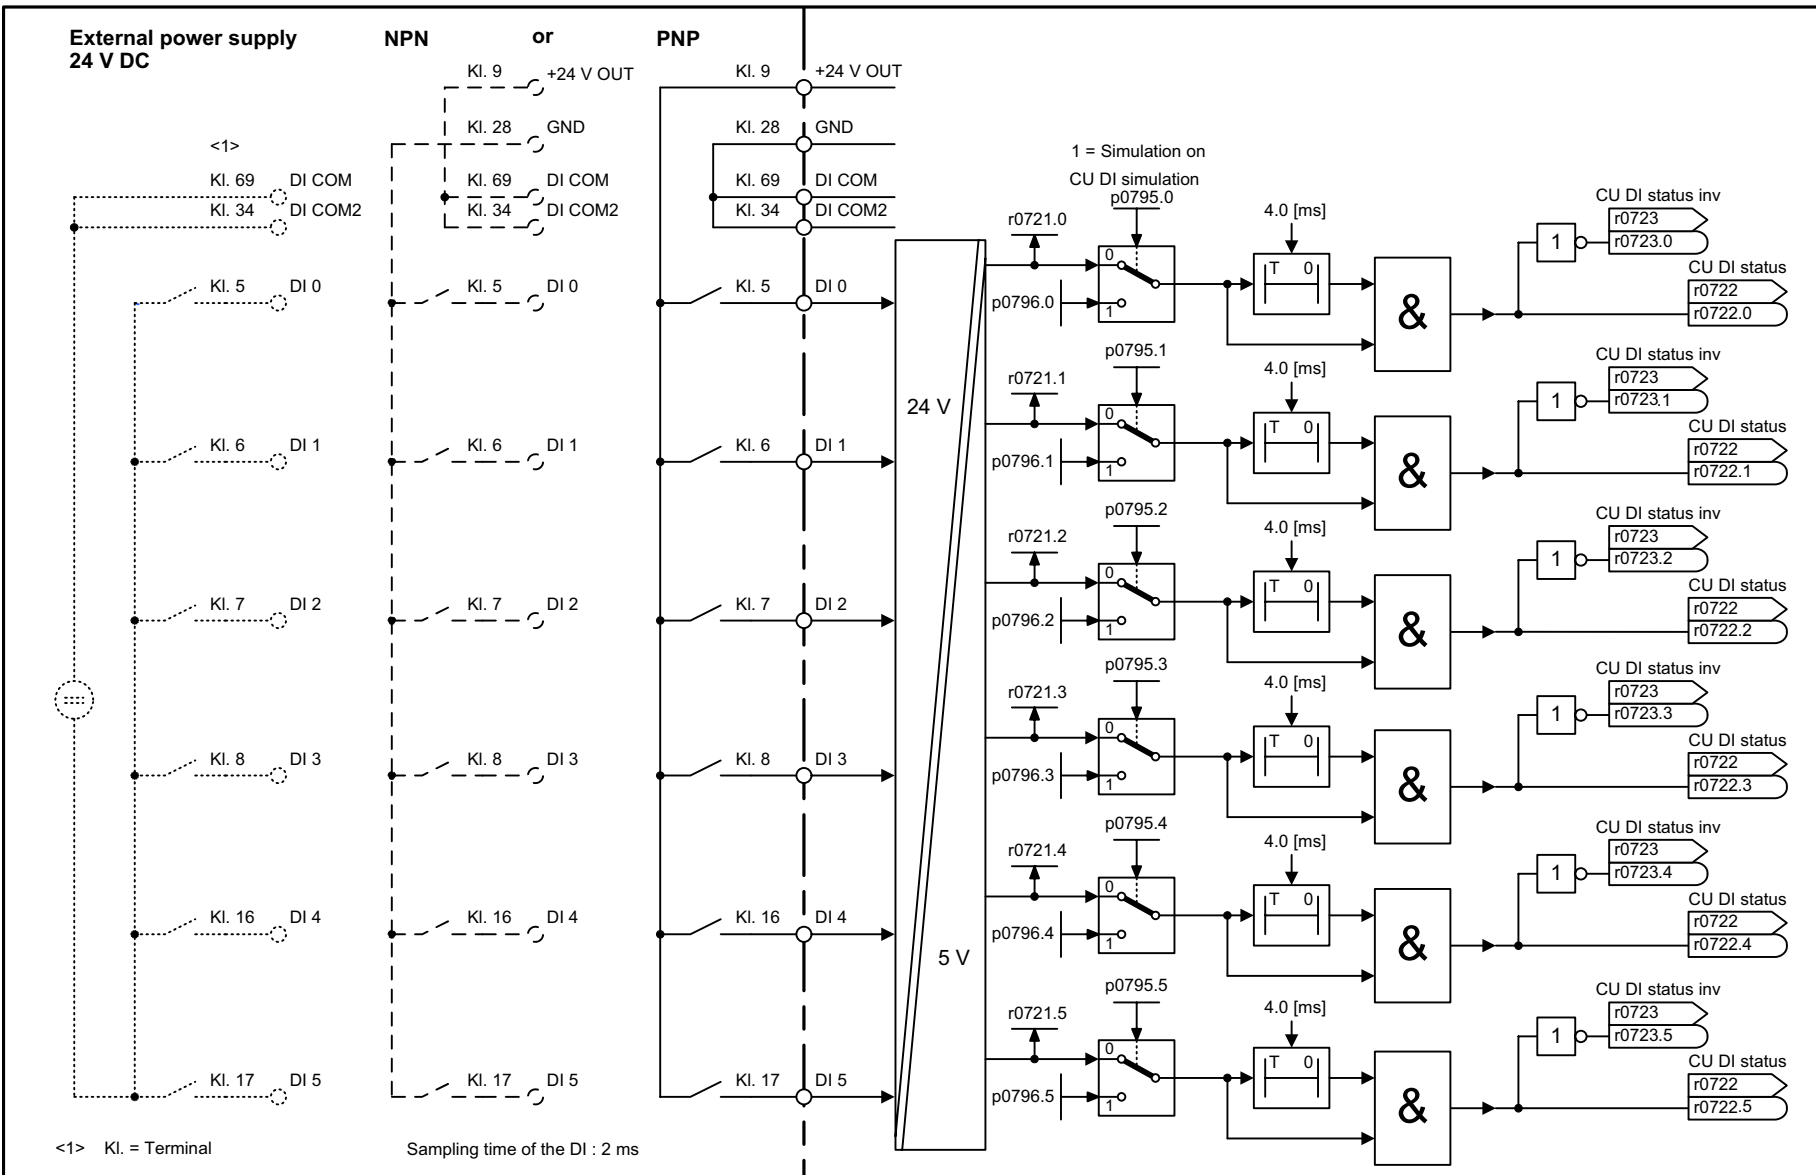 External power supply
24 V DC
NPN
or
PNP
Kl. 9
+24 V OUT
Kl. 9
+24 V OUT
Kl. 28
GND
Kl. 28
GND
<1>
1 = Simulation on
CU DI simulation
Kl. 69
DI COM
Kl. 69
DI COM
Kl. 69
DI COM
Kl. 34
DI COM2
Kl. 34
DI COM2
Kl. 34
DI COM2
24 V
5 V
Kl. 5
DI 0
Kl. 5
DI 0
Kl. 5
DI 0
r0721.0
p0795.0
p0796.0
0
1
4.0 [ms]
T 0
&
1
CU DI status inv
r0723
r0723.0
CU DI status
r0722
r0722.0
Kl. 6
DI 1
Kl. 6
DI 1
Kl. 6
DI 1
r0721.1
p0795.1
p0796.1
0
1
4.0 [ms]
T 0
&
1
CU DI status inv
r0723
r0723.1
CU DI status
r0722
r0722.1
Kl. 7
DI 2
Kl. 7
DI 2
Kl. 7
DI 2
r0721.2
p0795.2
p0796.2
0
1
4.0 [ms]
T 0
&
1
CU DI status inv
r0723
r0723.2
CU DI status
r0722
r0722.2
Kl. 8
DI 3
Kl. 8
DI 3
Kl. 8
DI 3
r0721.3
p0795.3
p0796.3
0
1
4.0 [ms]
T 0
&
1
CU DI status inv
r0723
r0723.3
CU DI status
r0722
r0722.3
Kl. 16
DI 4
Kl. 16
DI 4
Kl. 16
DI 4
r0721.4
p0795.4
p0796.4
0
1
4.0 [ms]
T 0
&
1
CU DI status inv
r0723
r0723.4
CU DI status
r0722
r0722.4
Kl. 17
DI 5
Kl. 17
DI 5
Kl. 17
DI 5
r0721.5
p0795.5
p0796.5
0
1
4.0 [ms]
T 0
&
1
CU DI status inv
r0723
r0723.5
CU DI status
r0722
r0722.5
<1> Kl. = Terminal
Sampling time of the DI : 2 ms